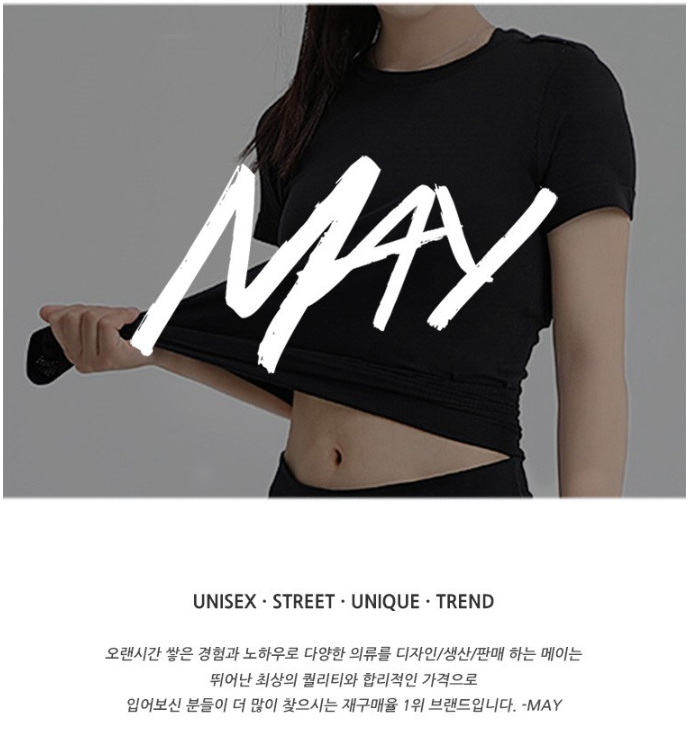 MAY
UNISEX · STREET · UNIQUE · TREND
오랜시간 쌓은 경험과 노하우로 다양한 의류를 디자인/생산/판매 하는 메이는
뛰어난 최상의 퀄리티와 합리적인 가격으로
입어보신 분들이 더 많이 찾으시는 재구매율 1위 브랜드입니다. -MAY